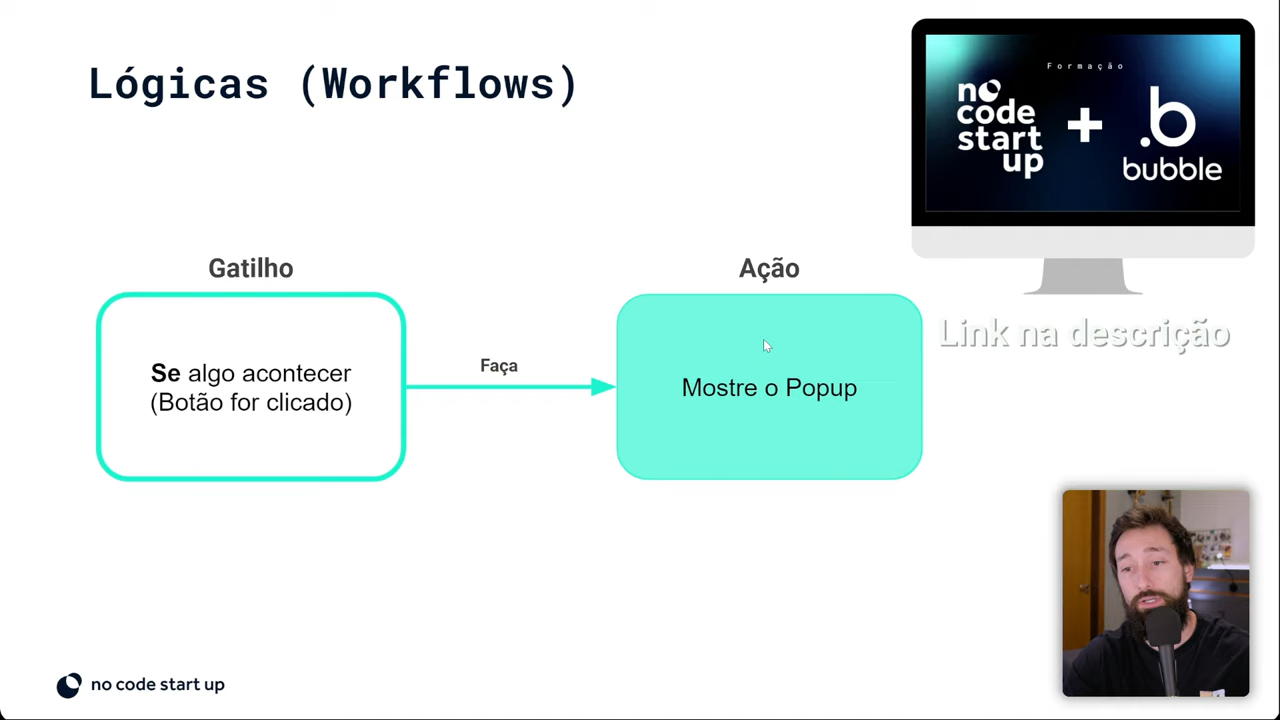 Lógicas (Workflows)
Formação
no
code
start
up
+
.b
bubble
Gatilho
Ação
Link na descrição
Se algo acontecer
(Botão for clicado)
Faça
Mostre o Popup
no code start up